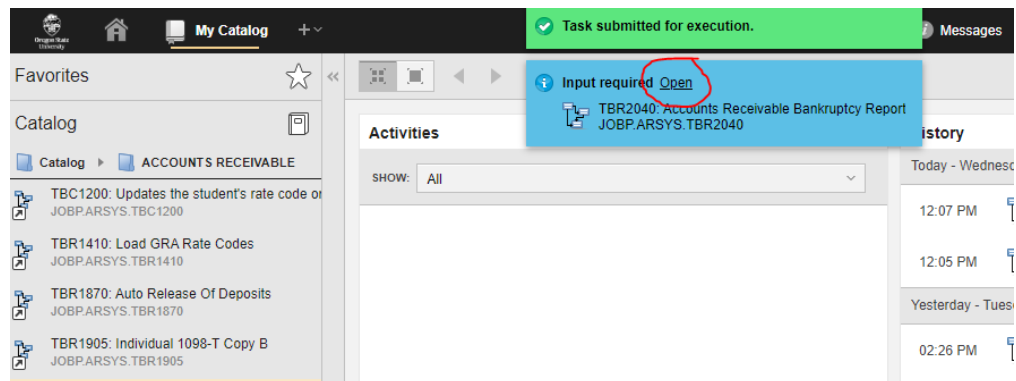 Oregon State
University
My Catalog
Task submitted for execution.
Messages
Favorites
Input required Open
TBR2040: Accounts Receivable Bankruptcy Report
JOBP.ARSYS.TBR2040
Catalog
Activities
istory
Catalog
ACCOUNTS RECEIVABLE
SHOW: All
Today - Wednesd
TBC1200: Updates the student's rate code or
JOBP.ARSYS.TBC1200
12:07 PM
TBR1410: Load GRA Rate Codes
JOBP.ARSYS.TBR1410
12:05 PM
TBR1870: Auto Release Of Deposits
JOBP.ARSYS.TBR1870
Yesterday - Tues
TBR1905: Individual 1098-T Copy B
JOBP.ARSYS.TBR1905
02:26 PM